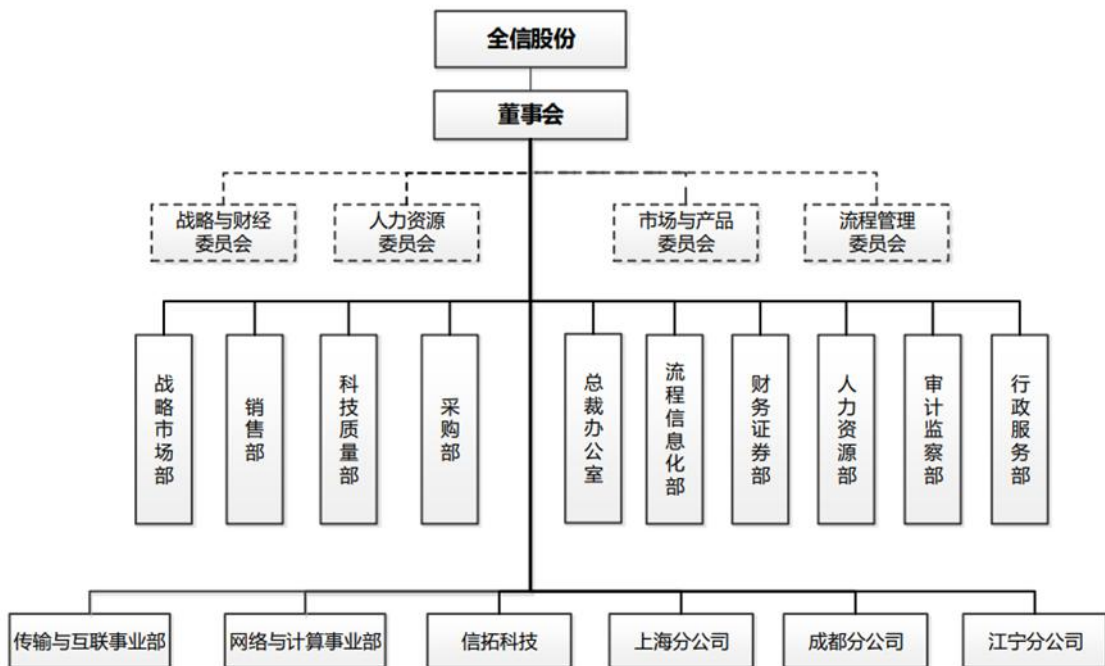 全信股份
董事会
战略与财经
委员会
人力资源
委员会
市场与产品
委员会
流程管理
委员会
战略市场部
销售部
科技质量部
采购部
总裁办公室
流程信息化部
财务证券部
人力资源部
审计监察部
行政服务部
传输与互联事业部
网络与计算事业部
信拓科技
上海分公司
成都分公司
江宁分公司